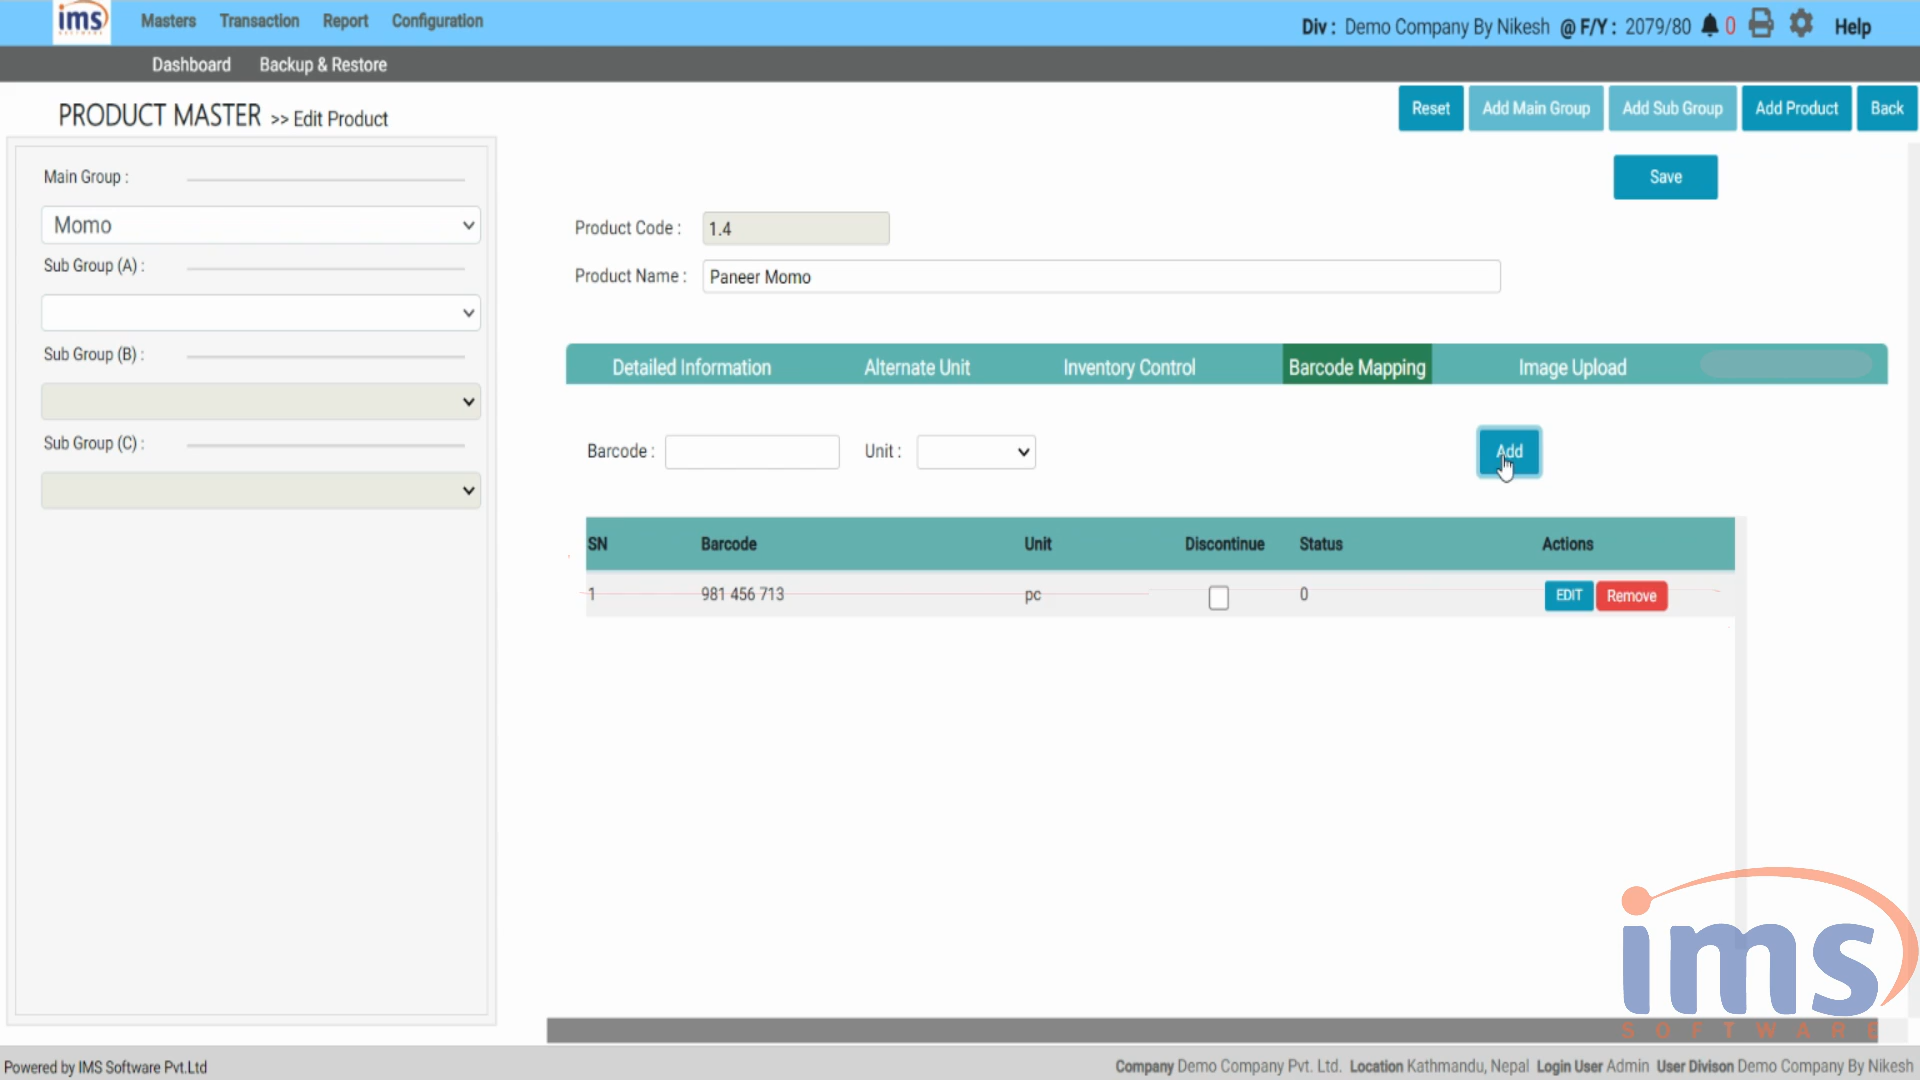 ims
SOFTWARE
Masters Transaction Report Configuration
Div : Demo Company By Nikesh @ F/Y : 2079/80 0 Help
Dashboard Backup & Restore
PRODUCT MASTER >> Edit Product
Reset Add Main Group Add Sub Group Add Product Back
Main Group :
Momo
Sub Group (A) :
Sub Group (B) :
Sub Group (C) :
Save
Product Code : 1.4
Product Name : Paneer Momo
Detailed Information Alternate Unit Inventory Control Barcode Mapping Image Upload
Barcode : Unit : Add
SN Barcode Unit Discontinue Status Actions
1 981 456 713 pc 0 EDIT Remove
ims
SOFTWARE
Powered by IMS Software Pvt.Ltd
Company Demo Company Pvt. Ltd. Location Kathmandu, Nepal Login User Admin User Divison Demo Company By Nikesh